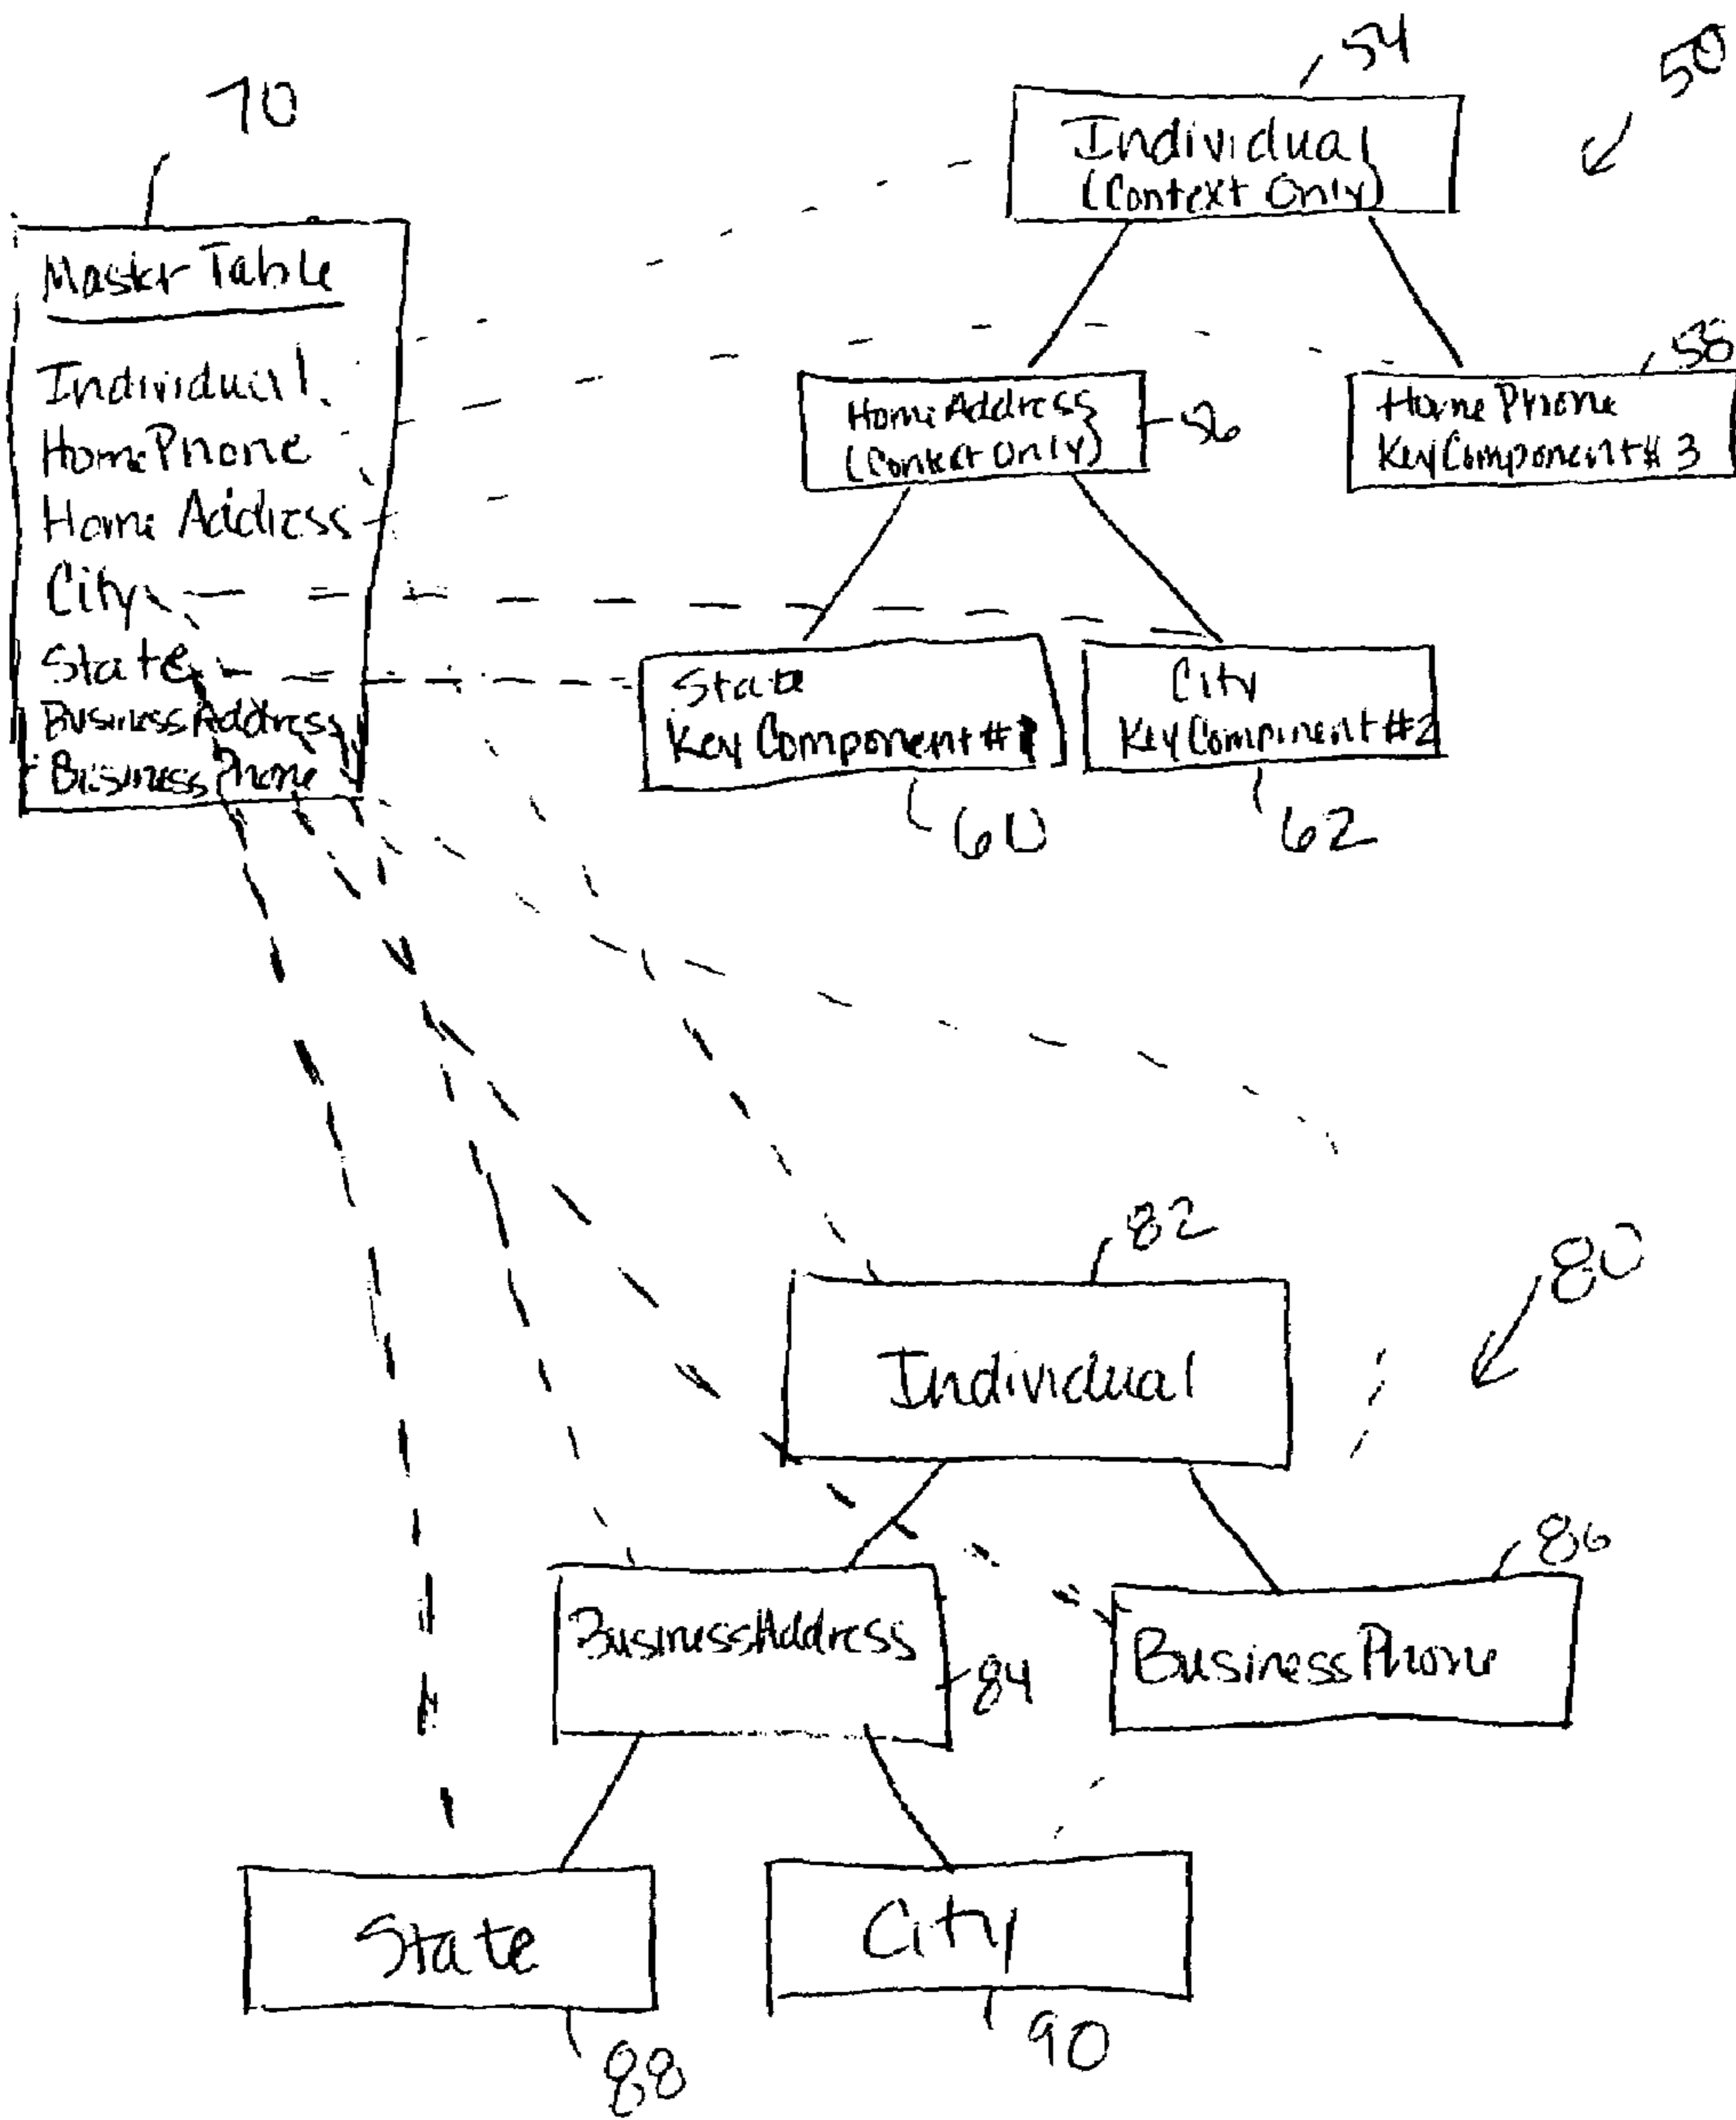 54
50
70
Individual
(Context Only)
Master Table
Individual
Home Phone
Home Address
City
State
Business Address
Business Phone
Home Address
(Context Only)
56
58
Home Phone
Key Component # 3
State
Key Component #1
City
Key Component #2
60
62
82
80
Individual
86
Business Address
84
Business Phone
State
City
88
90